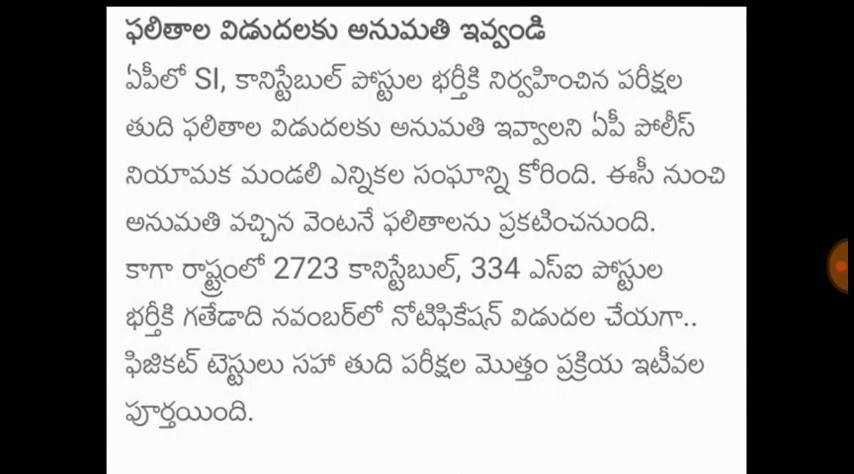 ఫలితాల విడుదలకు అనుమతి ఇవ్వండి
ఏపీలో SI, కానిస్టేబుల్ పోస్టుల భర్తీకి నిర్వహించిన పరీక్షల
తుది ఫలితాల విడుదలకు అనుమతి ఇవ్వాలని ఏపీ పోలీస్
నియామక మండలి ఎన్నికల సంఘాన్ని కోరింది. ఈసీ నుంచి
అనుమతి వచ్చిన వెంటనే ఫలితాలను ప్రకటించనుంది.
కాగా రాష్ట్రంలో 2723 కానిస్టేబుల్, 334 ఎస్ఐ పోస్టుల
భర్తీకి గతేడాది నవంబర్‌లో నోటిఫికేషన్ విడుదల చేయగా..
ఫిజికట్ టెస్టులు సహా తుది పరీక్షల మొత్తం ప్రక్రియ ఇటీవల
పూర్తయింది.